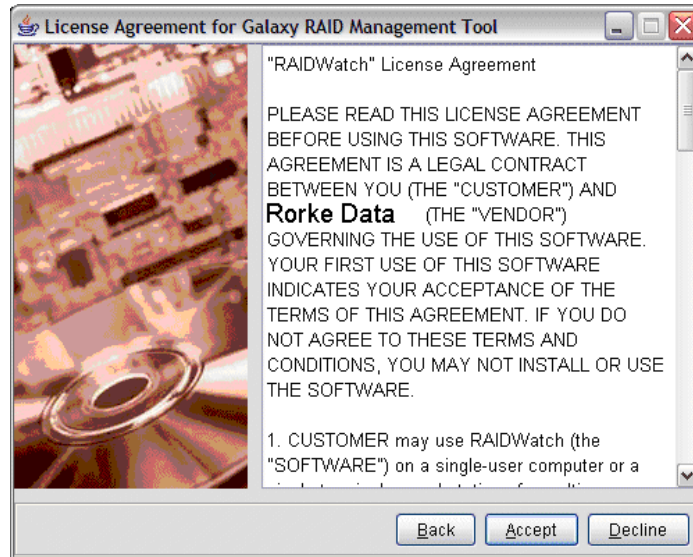 License Agreement for Galaxy RAID Management Tool
"RAIDWatch" License Agreement
PLEASE READ THIS LICENSE AGREEMENT
BEFORE USING THIS SOFTWARE. THIS
AGREEMENT IS A LEGAL CONTRACT
BETWEEN YOU (THE "CUSTOMER") AND
Rorke Data (THE "VENDOR")
GOVERNING THE USE OF THIS SOFTWARE.
YOUR FIRST USE OF THIS SOFTWARE
INDICATES YOUR ACCEPTANCE OF THE
TERMS OF THIS AGREEMENT. IF YOU DO
NOT AGREE TO THESE TERMS AND
CONDITIONS, YOU MAY NOT INSTALL OR USE
THE SOFTWARE.
1. CUSTOMER may use RAIDWatch (the
"SOFTWARE") on a single-user computer or a
Back Accept Decline